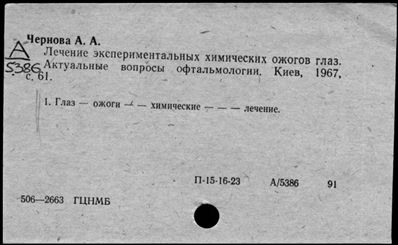 Чернова А. А.
Лечение экспериментальных химических ожогов глаз.
А
5386
Актуальные вопросы офтальмологии. Киев, 1967,
с. 61.
1. Глаз — ожоги — — химические — — — лечение.
П-15-16-23 А/5386 91
506—2663 ГЦНМБ